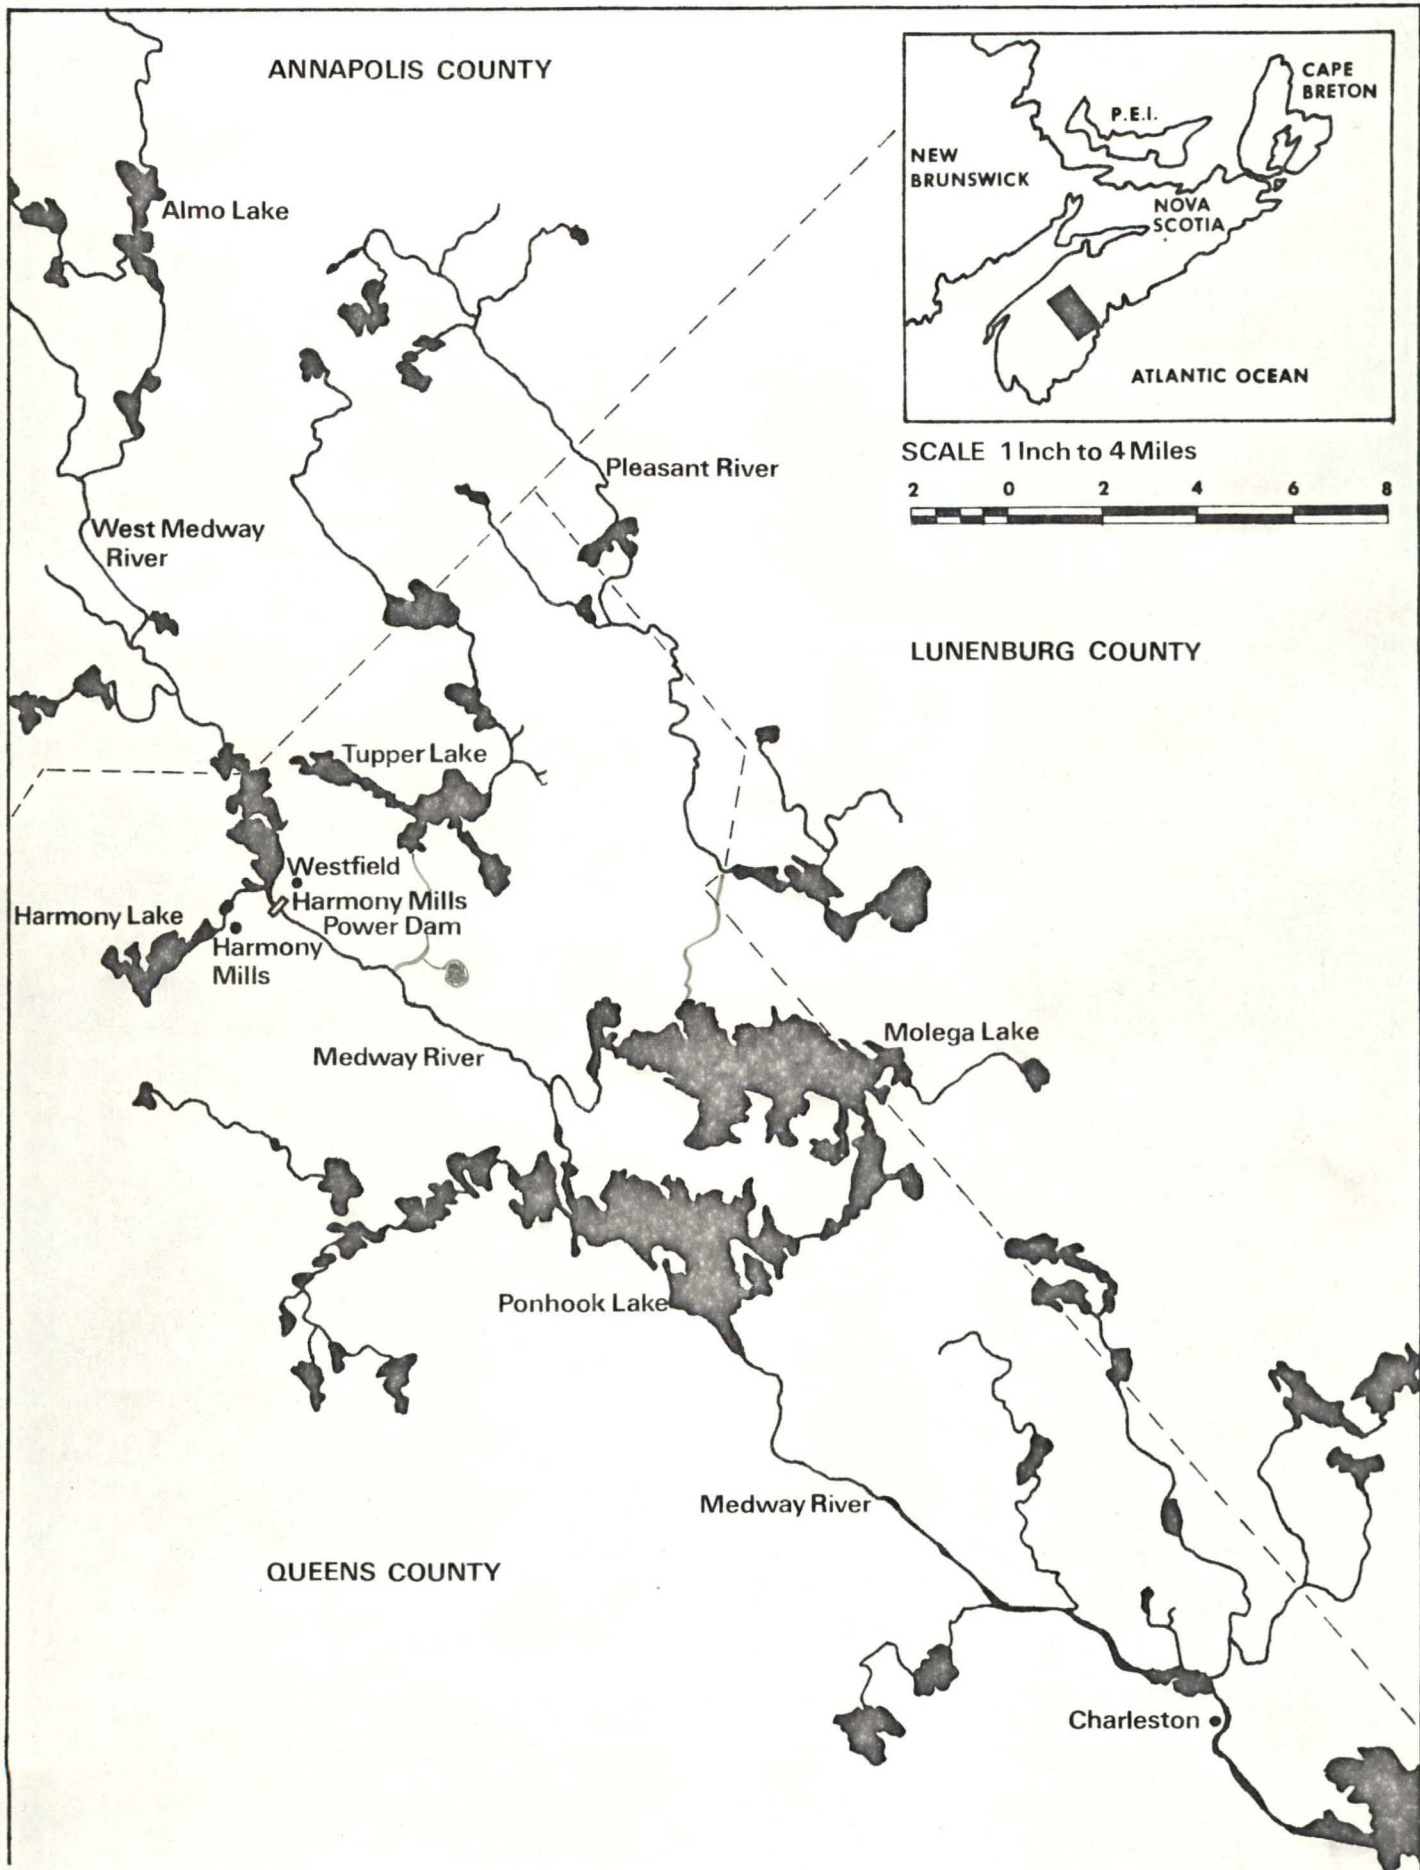 ANNAPOLIS COUNTY
CAPE
BRETON
P.E.I.
NEW
BRUNSWICK
NOVA
SCOTIA
ATLANTIC OCEAN
Almo Lake
SCALE 1 Inch to 4 Miles
2 0 2 4 6 8
Pleasant River
West Medway
River
LUNENBURG COUNTY
Tupper Lake
Westfield
Harmony Mills
Power Dam
Harmony Lake
Harmony
Mills
Molega Lake
Medway River
Ponhook Lake
Medway River
QUEENS COUNTY
Charleston